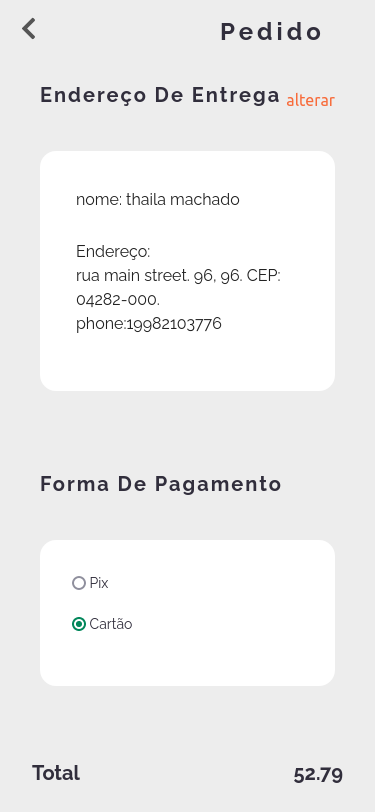 Pedido
Endereço De Entrega alterar
nome: thaila machado
Endereço:
rua main street. 96, 96. CEP:
04282-000.
phone:19982103776
Forma De Pagamento
Pix
Cartão
Total 52.79